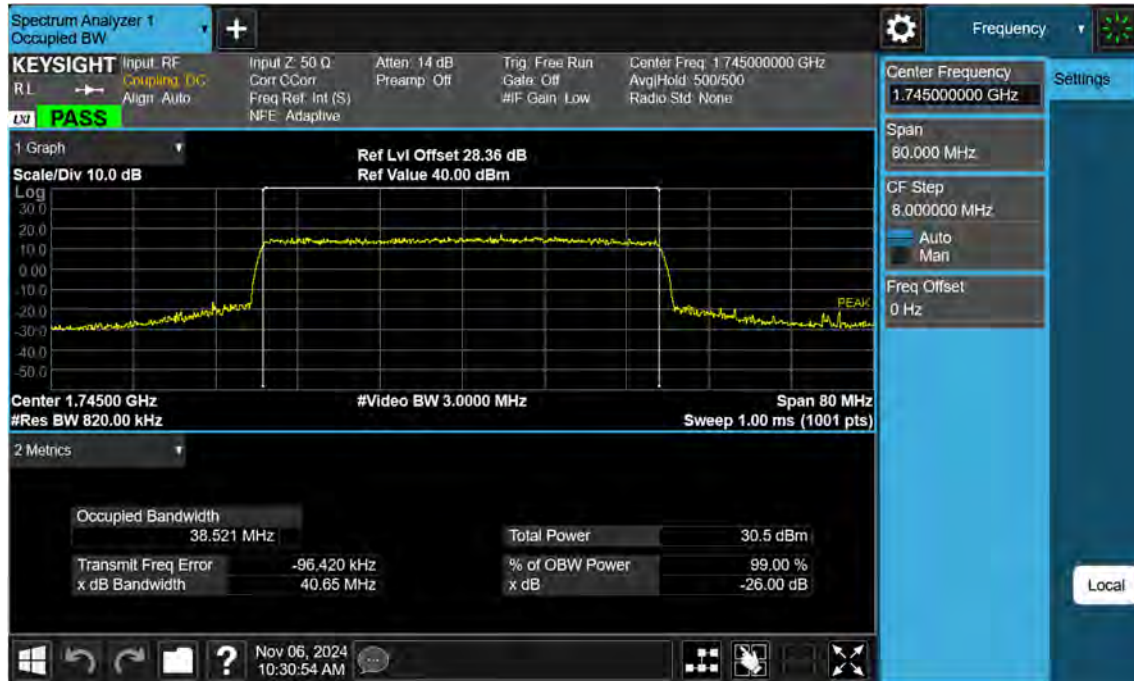 Spectrum Analyzer 1
Occupied BW
+
Frequency
KEYSIGHT
RL
LXI PASS
Input: RF
Coupling: DC
Align: Auto
Input Z: 50 Ω
Corr CCorr
Freq Ref: Int (S)
NFE: Adaptive
Atten: 14 dB
Preamp: Off
Trig: Free Run
Gate: Off
#IF Gain: Low
Center Freq: 1.745000000 GHz
Avg|Hold: 500/500
Radio Std: None
Center Frequency
1.745000000 GHz
Settings
Span
80.000 MHz
CF Step
8.000000 MHz
Auto
Man
Freq Offset
0 Hz
Local
1 Graph
Scale/Div 10.0 dB
Ref Lvl Offset 28.36 dB
Ref Value 40.00 dBm
Log
30.0
20.0
10.0
0.00
-10.0
-20.0
-30.0
-40.0
-50.0
PEAK
Center 1.74500 GHz
#Video BW 3.0000 MHz
Span 80 MHz
#Res BW 820.00 kHz
Sweep 1.00 ms (1001 pts)
2 Metrics
Occupied Bandwidth
38.521 MHz
Total Power 30.5 dBm
Transmit Freq Error -96.420 kHz
% of OBW Power 99.00 %
x dB Bandwidth 40.65 MHz
x dB -26.00 dB
?
Nov 06, 2024
10:30:54 AM